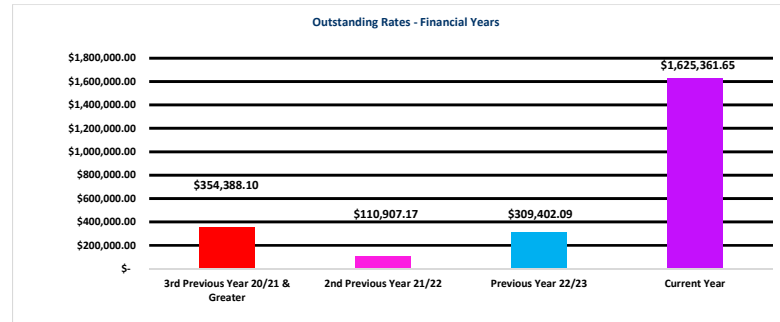 Outstanding Rates - Financial Years
$1,800,000.00
$1,600,000.00
$1,400,000.00
$1,200,000.00
$1,000,000.00
$800,000.00
$600,000.00
$400,000.00
$200,000.00
$-
$354,388.10
$110,907.17
$309,402.09
$1,625,361.65
3rd Previous Year 20/21 &
Greater
2nd Previous Year 21/22
Previous Year 22/23
Current Year